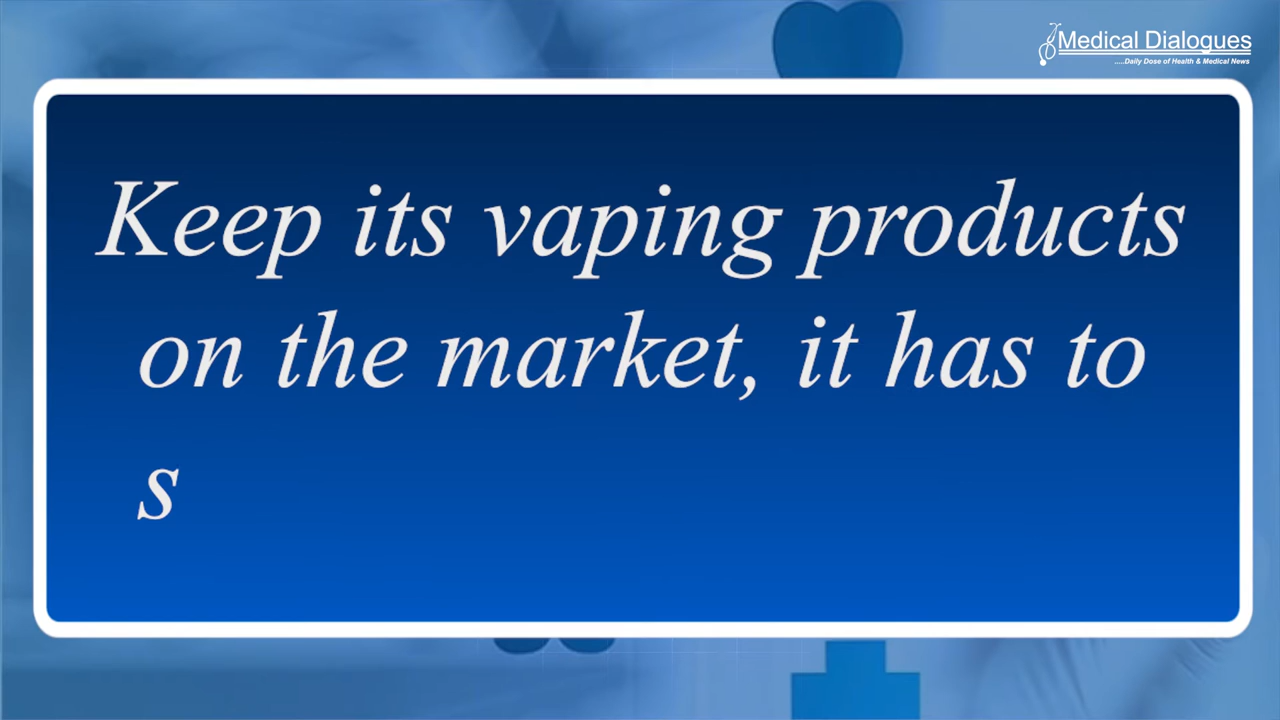 Medical Dialogues
.....Daily Dose of Health & Medical News
Keep its vaping products
on the market, it has to
s